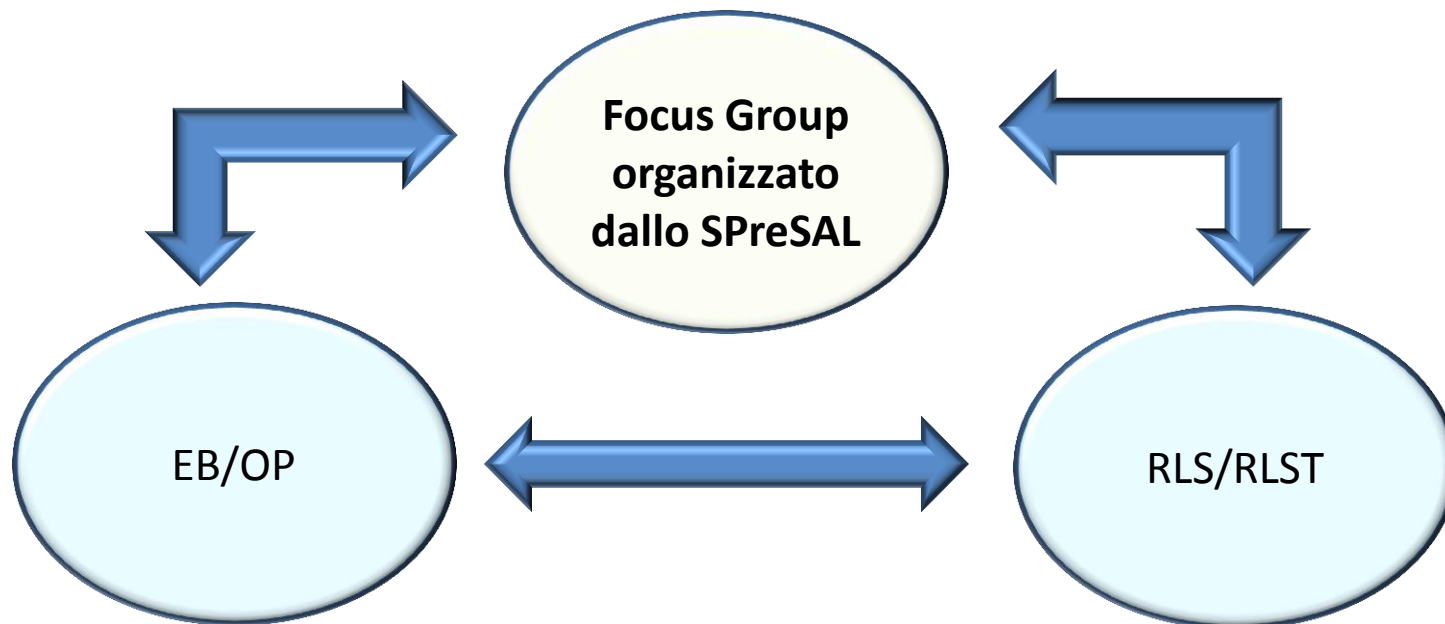 Focus Group
organizzato
dallo SPreSAL
EB/OP
RLS/RLST